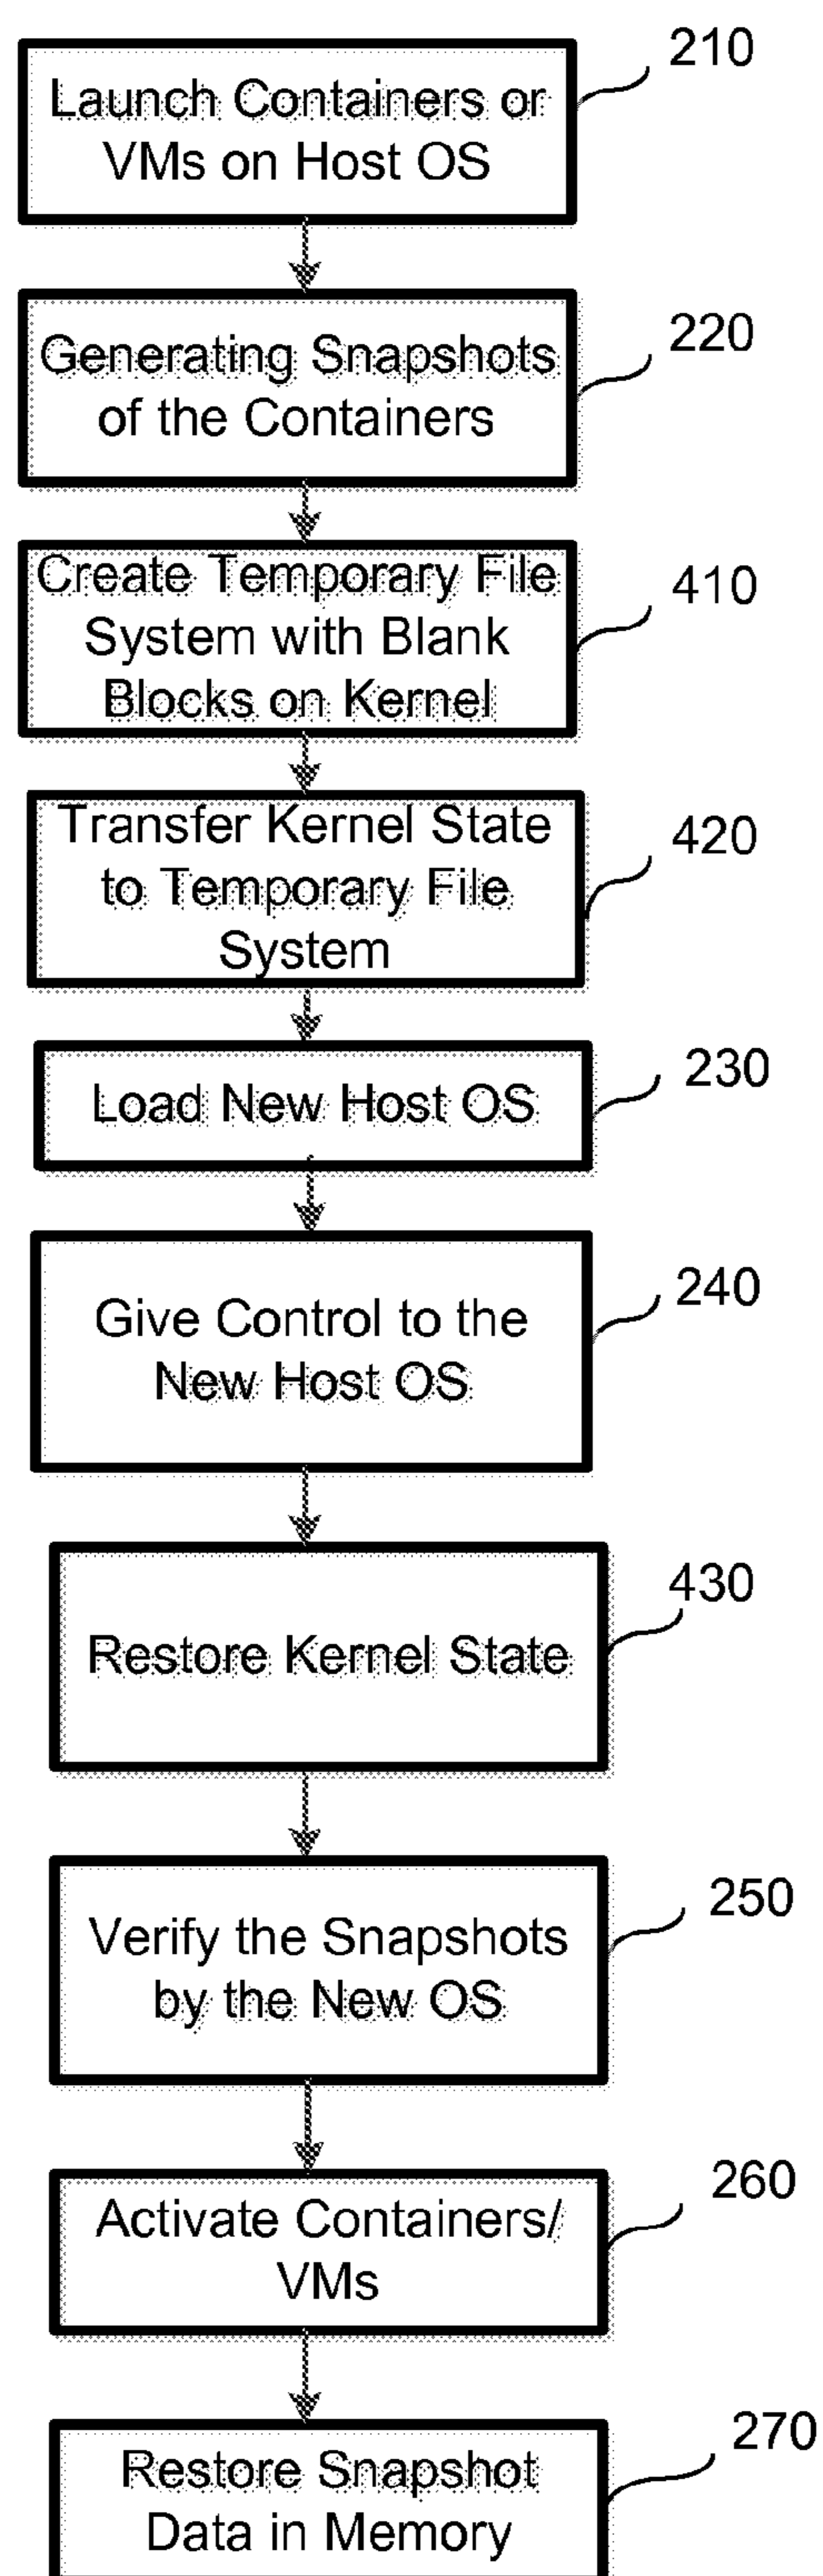 210
Launch Containers or
VMs on Host OS
220
Generating Snapshots
of the Containers
410
Create Temporary File
System with Blank
Blocks on Kernel
420
Transfer Kernel State
to Temporary File
System
230
Load New Host OS
240
Give Control to the
New Host OS
430
Restore Kernel State
250
Verify the Snapshots
by the New OS
260
Activate Containers/
VMs
270
Restore Snapshot
Data in Memory